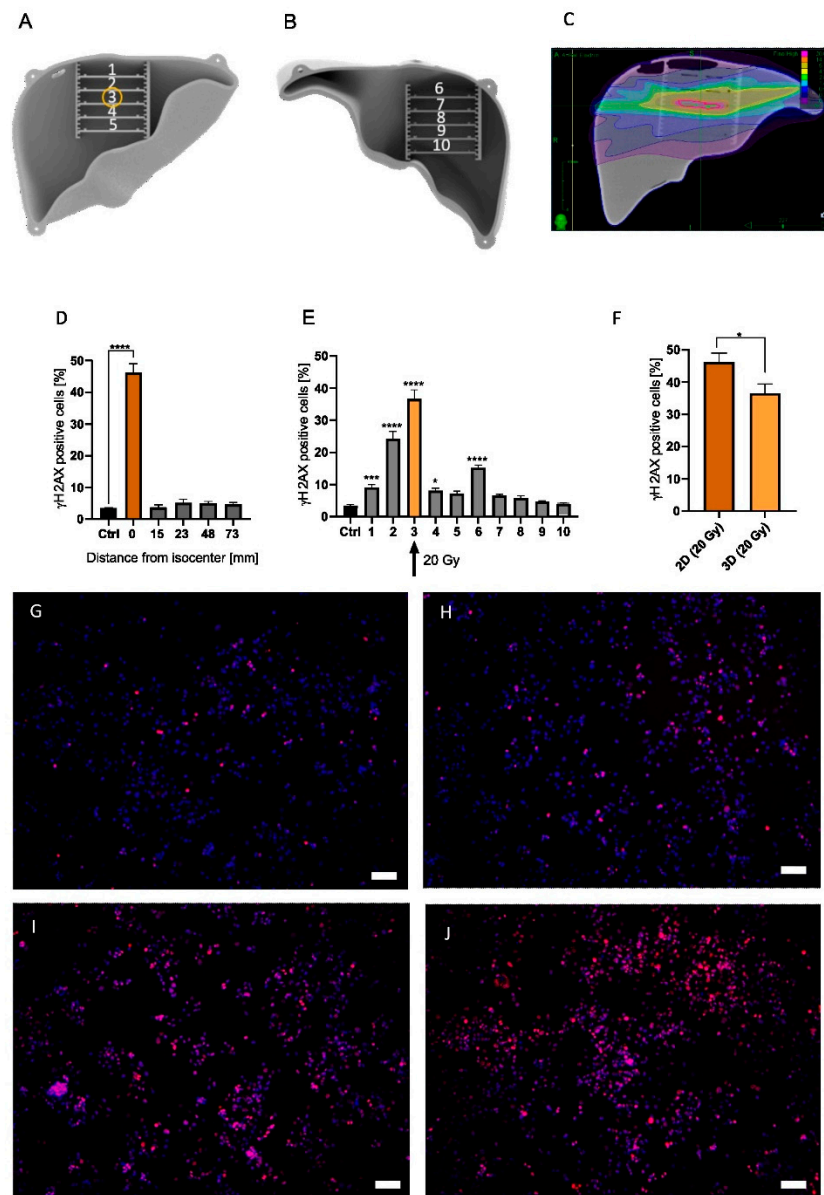 A
B
C
1
2
3
4
5
6
7
8
9
10
D
E
F
γH2AX positive cells [%]
50
40
30
20
10
0
****
Ctrl 0 15 23 48 73
Distance from isocenter [mm]
γH2AX positive cells [%]
50
40
30
20
10
0
***
****
****
*
****
Ctrl 1 2 3 4 5 6 7 8 9 10
20 Gy
γH2AX positive cells [%]
50
40
30
20
10
0
*
2D (20 Gy)
3D (20 Gy)
G
H
I
J